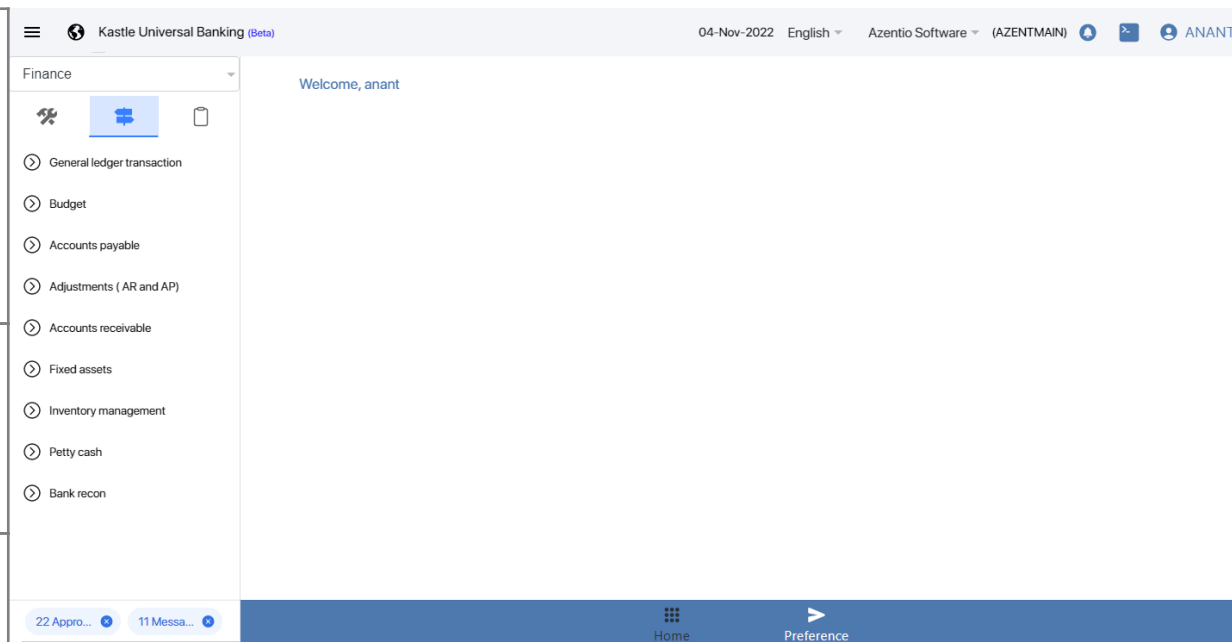 Kastle Universal Banking (Beta)
04-Nov-2022 English Azentio Software (AZENTMAIN) ANANT
Finance
Welcome, anant
General ledger transaction
Budget
Accounts payable
Adjustments ( AR and AP)
Accounts receivable
Fixed assets
Inventory management
Petty cash
Bank recon
22 Appro... 11 Messa...
Home Preference